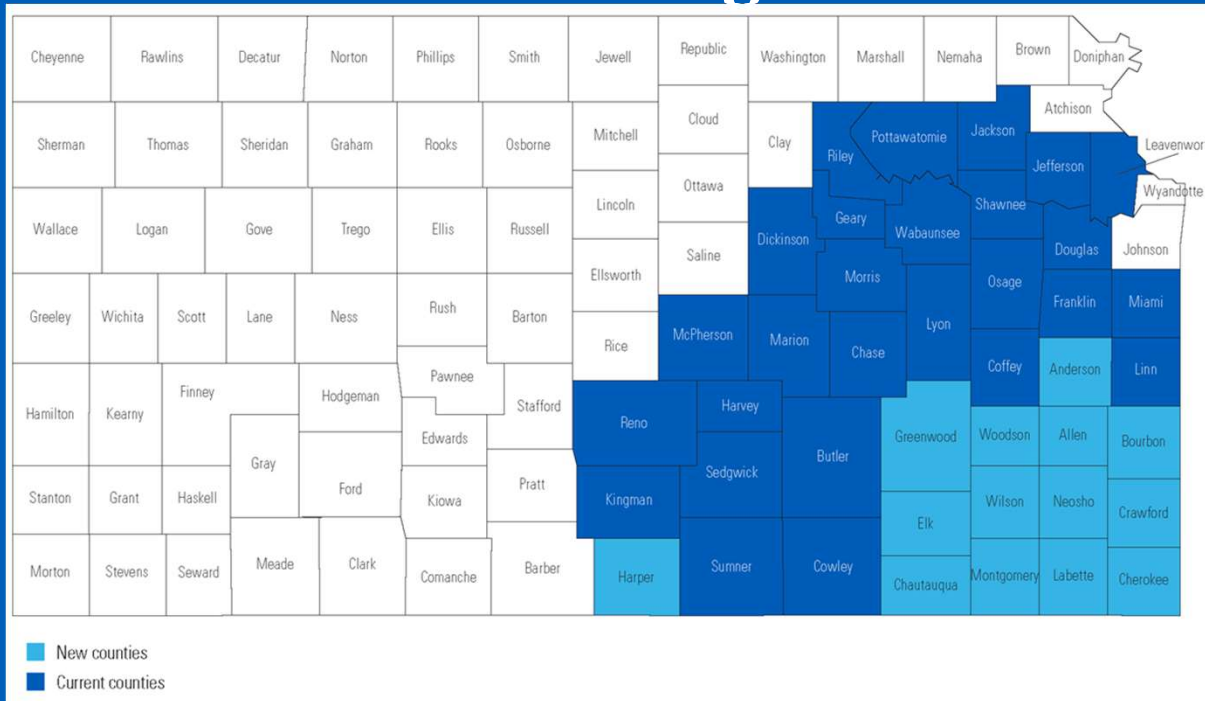 Cheyenne
Rawlins
Decatur
Norton
Phillips
Smith
Jewell
Republic
Washington
Marshall
Nemaha
Brown
Doniphan
Sherman
Thomas
Sheridan
Graham
Rooks
Osborne
Mitchell
Cloud
Clay
Riley
Pottawatomie
Jackson
Atchison
Jefferson
Leavenwor
Wyandotte
Wallace
Logan
Gove
Trego
Ellis
Russell
Lincoln
Ottawa
Saline
Dickinson
Geary
Wabaunsee
Shawnee
Douglas
Johnson
Ellsworth
Morris
Osage
Franklin
Miami
Greeley
Wichita
Scott
Lane
Ness
Rush
Barton
Rice
McPherson
Marion
Chase
Lyon
Coffey
Anderson
Linn
Hamilton
Kearny
Finney
Hodgeman
Pawnee
Stafford
Edwards
Reno
Harvey
Sedgwick
Butler
Greenwood
Woodson
Allen
Bourbon
Stanton
Grant
Haskell
Gray
Ford
Kiowa
Pratt
Kingman
Elk
Wilson
Neosho
Crawford
Morton
Stevens
Seward
Meade
Clark
Comanche
Barber
Harper
Sumner
Cowley
Chautauqua
Montgomery
Labette
Cherokee
New counties
Current counties